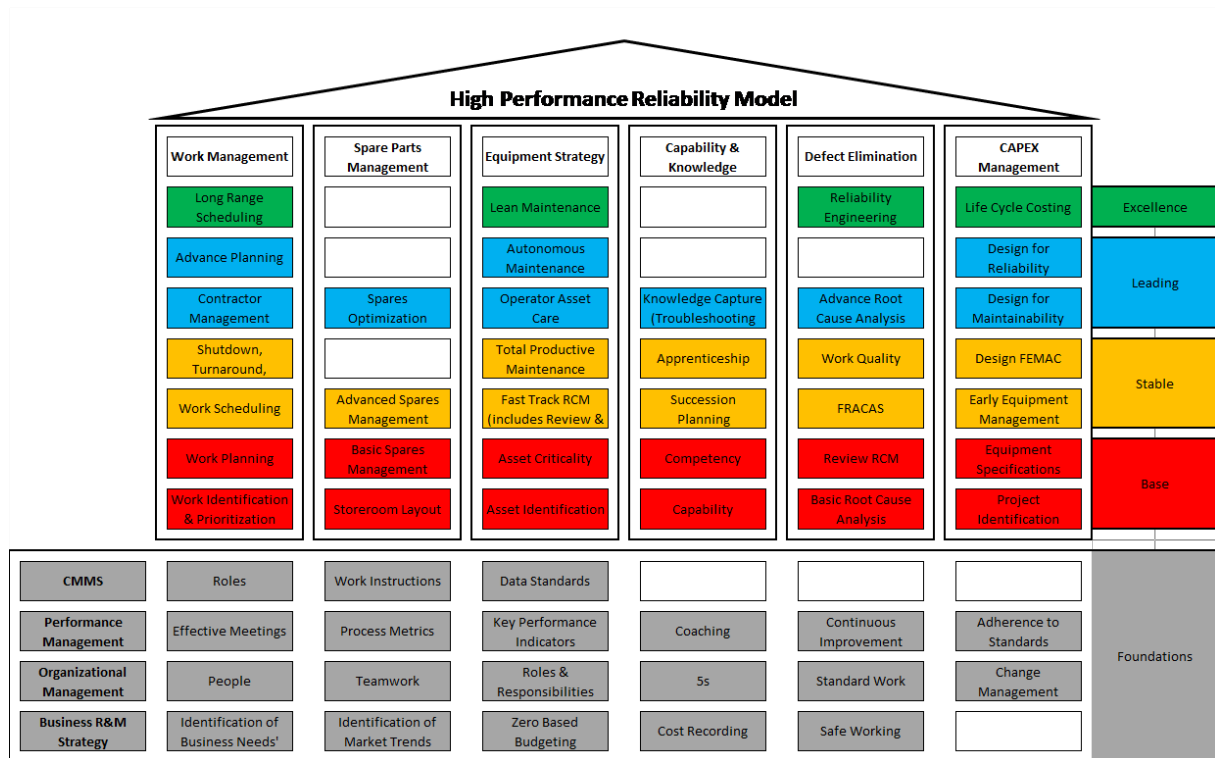 High Performance Reliability Model
Work Management
Spare Parts
Management
Equipment Strategy
Capability &
Knowledge
Defect Elimination
CAPEX
Management
Long Range
Scheduling
Lean Maintenance
Reliability
Engineering
Life Cycle Costing
Excellence
Advance Planning
Autonomous
Maintenance
Design for
Reliability
Leading
Contractor
Management
Spares
Optimization
Operator Asset
Care
Knowledge Capture
(Troubleshooting
Advance Root
Cause Analysis
Design for
Maintainability
Shutdown,
Turnaround,
Total Productive
Maintenance
Apprenticeship
Work Quality
Design FEMAC
Stable
Work Scheduling
Advanced Spares
Management
Fast Track RCM
(includes Review &
Succession
Planning
FRACAS
Early Equipment
Management
Work Planning
Basic Spares
Management
Asset Criticality
Competency
Review RCM
Equipment
Specifications
Base
Work Identification
& Prioritization
Storeroom Layout
Asset Identification
Capability
Basic Root Cause
Analysis
Project
Identification
CMMS
Roles
Work Instructions
Data Standards
Performance
Management
Effective Meetings
Process Metrics
Key Performance
Indicators
Coaching
Continuous
Improvement
Adherence to
Standards
Foundations
Organizational
Management
People
Teamwork
Roles &
Responsibilities
5s
Standard Work
Change
Management
Business R&M
Strategy
Identification of
Business Needs'
Identification of
Market Trends
Zero Based
Budgeting
Cost Recording
Safe Working